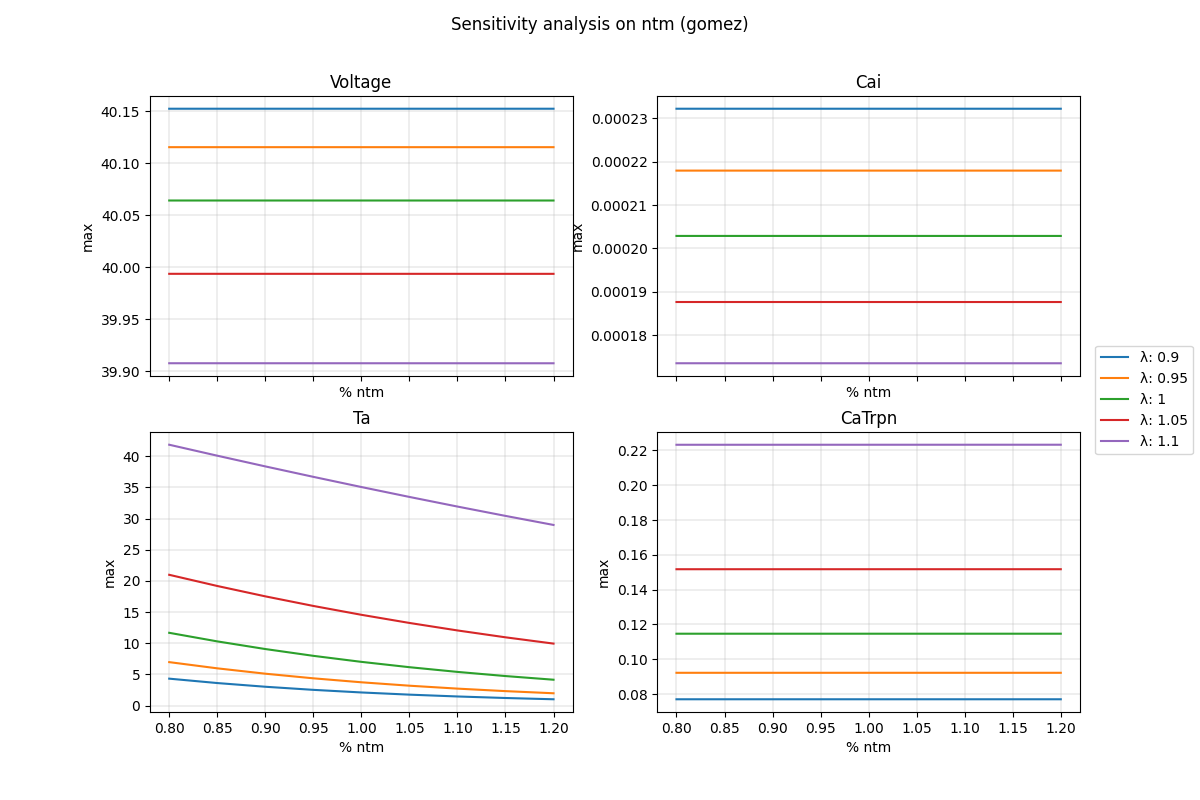 Sensitivity analysis on ntm (gomez)
Voltage
40.15
40.10
40.05
40.00
39.95
39.90
max
% ntm
Cai
0.00023
0.00022
0.00021
0.00020
0.00019
0.00018
max
% ntm
Ta
40
35
30
25
20
15
10
5
0
max
0.80 0.85 0.90 0.95 1.00 1.05 1.10 1.15 1.20
% ntm
CaTrpn
0.22
0.20
0.18
0.16
0.14
0.12
0.10
0.08
max
0.80 0.85 0.90 0.95 1.00 1.05 1.10 1.15 1.20
% ntm
λ: 0.9
λ: 0.95
λ: 1
λ: 1.05
λ: 1.1